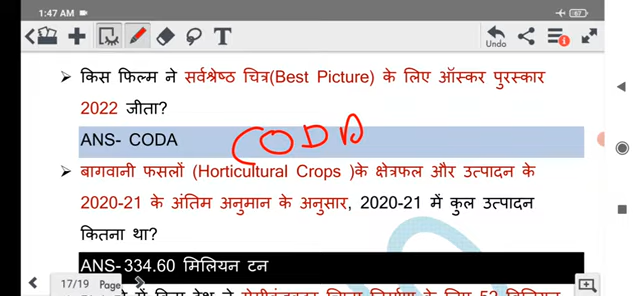 1:47 AM
67
T
Undo
किस फिल्म ने सर्वश्रेष्ठ चित्र(Best Picture) के लिए ऑस्कर पुरस्कार
2022 जीता?
ANS- CODA
CODA
बागवानी फसलों (Horticultural Crops )के क्षेत्रफल और उत्पादन के
2020-21 के अंतिम अनुमान के अनुसार, 2020-21 में कुल उत्पादन
कितना था?
ANS-334.60 मिलियन टन
17/19 Page